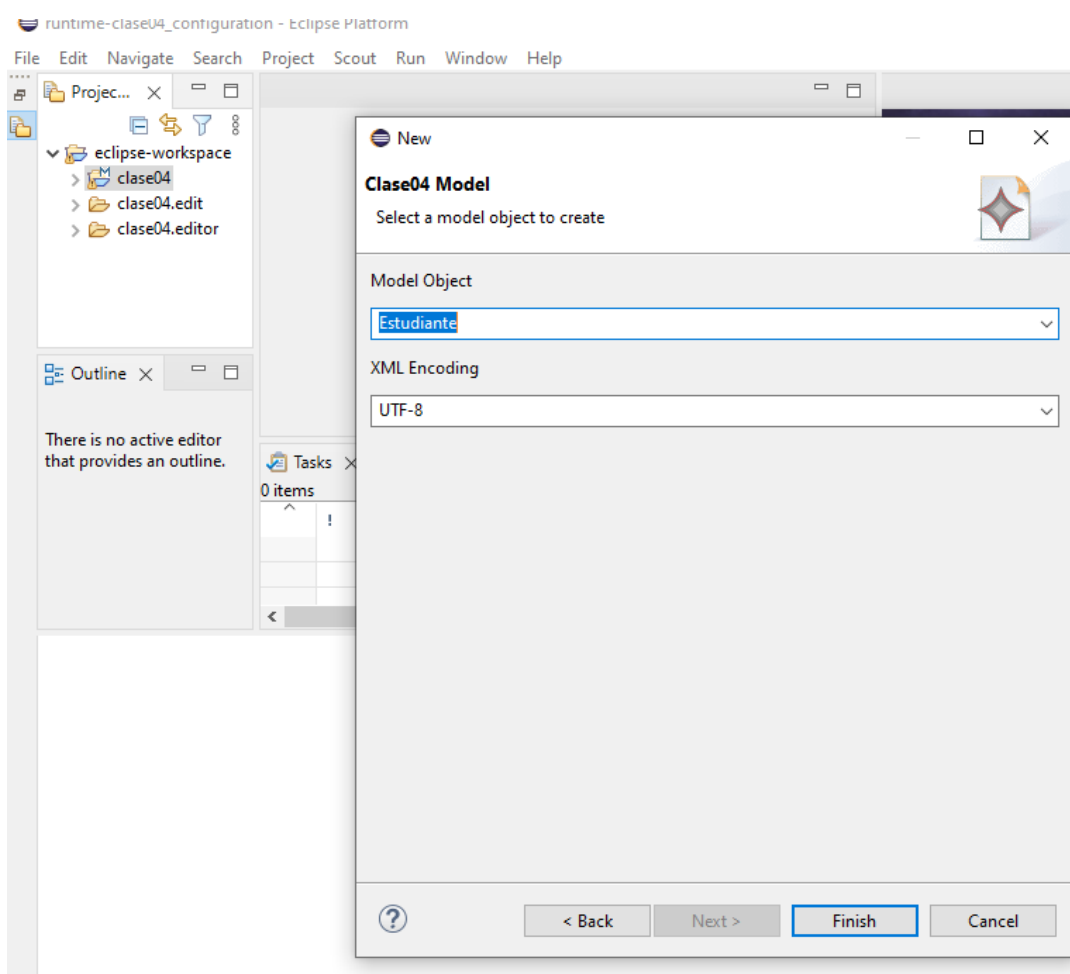 runtime-clase04_configuration - Eclipse Platform
File Edit Navigate Search Project Scout Run Window Help
Projec...
eclipse-workspace
clase04
clase04.edit
clase04.editor
Outline
There is no active editor
that provides an outline.
Tasks
0 items
!
New
Clase04 Model
Select a model object to create
Model Object
Estudiante
XML Encoding
UTF-8
?
< Back Next > Finish Cancel